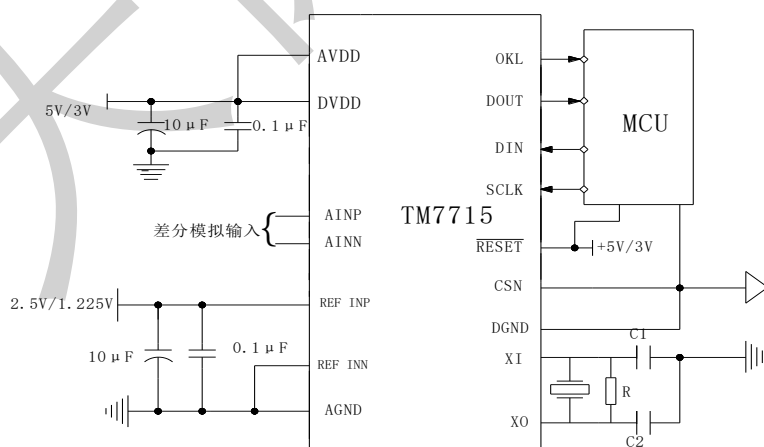 AVDD
OKL
5V/3V
DVDD
DOUT
10μF
0.1μF
MCU
DIN
SCLK
AINP
TM7715
差分模拟输入
AINN
RESET
+5V/3V
CSN
2.5V/1.225V
REF INP
DGND
C1
10μF
0.1μF
XI
REF INN
R
AGND
XO
C2